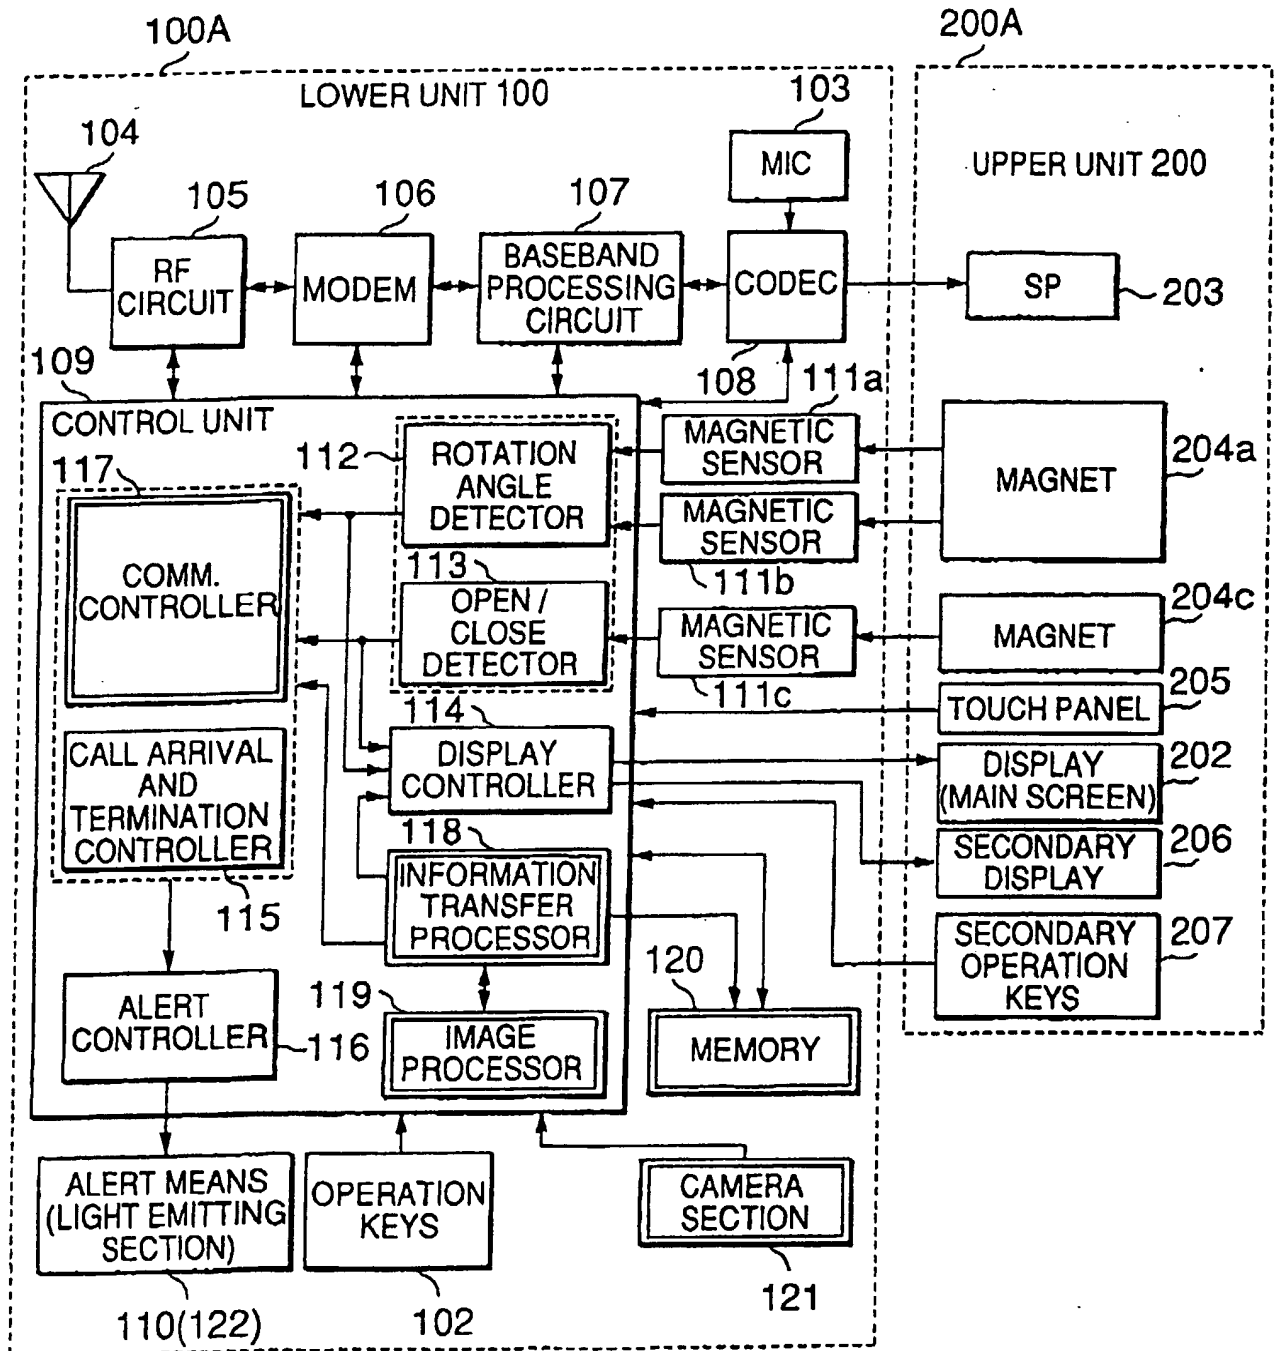 100A
200A
LOWER UNIT 100
103
104
MIC
UPPER UNIT 200
105
106
107
RF
CIRCUIT
MODEM
BASEBAND
PROCESSING
CIRCUIT
CODEC
SP
203
109
108
111a
CONTROL UNIT
112
ROTATION
ANGLE
DETECTOR
MAGNETIC
SENSOR
MAGNET
204a
117
MAGNETIC
SENSOR
COMM.
CONTROLLER
113
111b
OPEN /
CLOSE
DETECTOR
MAGNETIC
SENSOR
MAGNET
204c
111c
205
TOUCH PANEL
114
DISPLAY
CONTROLLER
DISPLAY
(MAIN SCREEN)
202
CALL ARRIVAL
AND
TERMINATION
CONTROLLER
118
SECONDARY
DISPLAY
206
115
INFORMATION
TRANSFER
PROCESSOR
SECONDARY
OPERATION
KEYS
207
120
119
ALERT
CONTROLLER
116
IMAGE
PROCESSOR
MEMORY
ALERT MEANS
(LIGHT EMITTING
SECTION)
OPERATION
KEYS
CAMERA
SECTION
110(122)
102
121